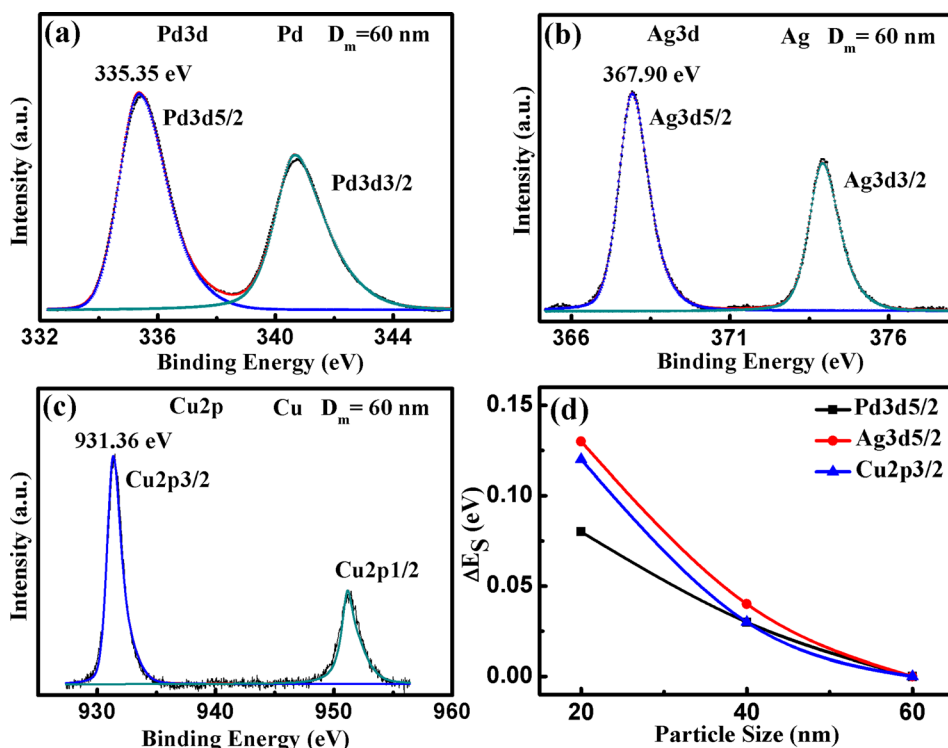 (a) Pd3d Pd Dₘ=60 nm
335.35 eV
Pd3d5/2
Pd3d3/2
Intensity (a.u.)
332 336 340 344
Binding Energy (eV)
(b) Ag3d Ag Dₘ= 60 nm
367.90 eV
Ag3d5/2
Ag3d3/2
Intensity (a.u.)
366 371 376
Binding Energy (eV)
(c) Cu2p Cu Dₘ= 60 nm
931.36 eV
Cu2p3/2
Cu2p1/2
Intensity (a.u.)
930 940 950 960
Binding Energy (eV)
(d)
Pd3d5/2
Ag3d5/2
Cu2p3/2
0.15
0.10
0.05
0.00
ΔE_S (eV)
20 40 60
Particle Size (nm)